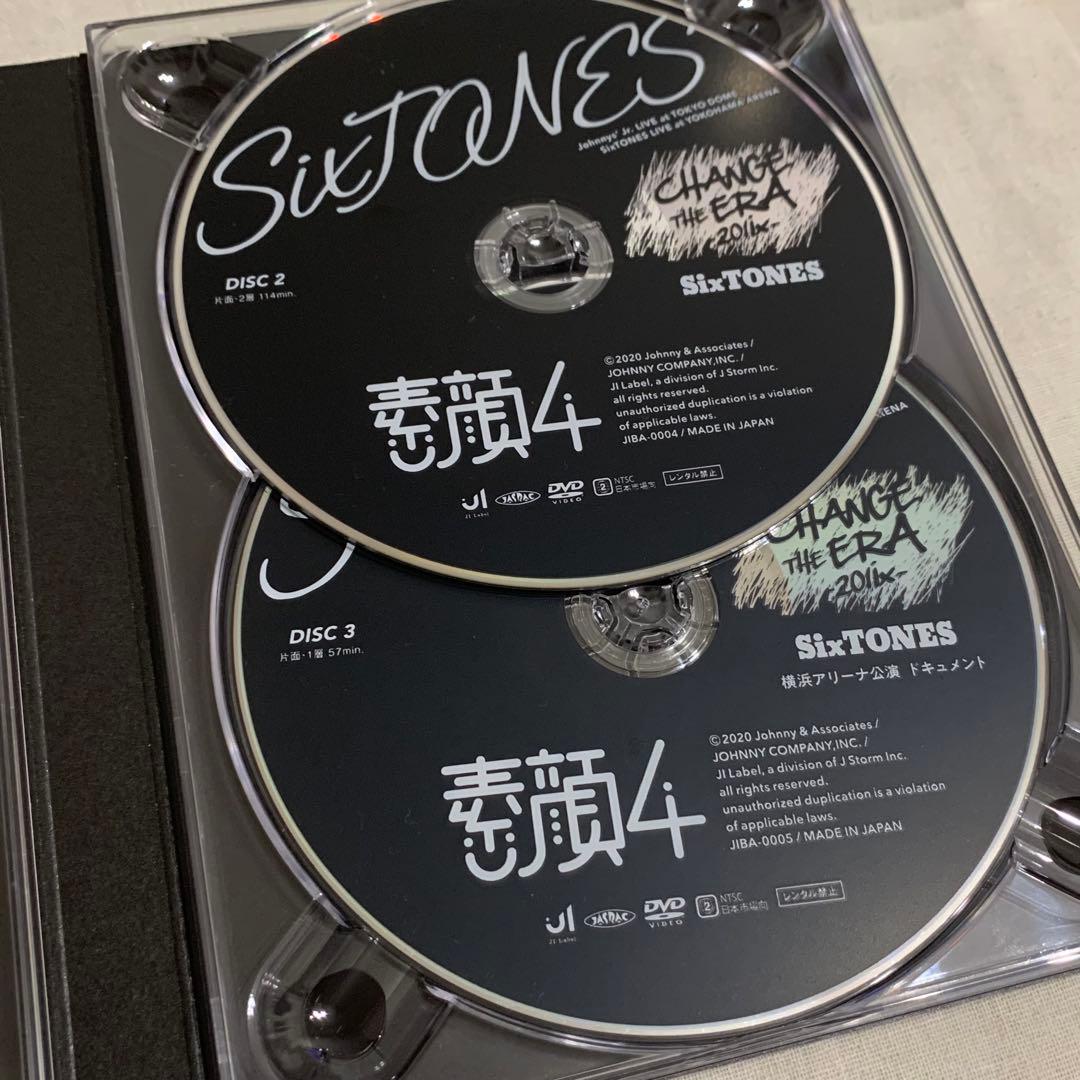 SixTONES
Johnnys' Jr. LIVE at TOKYO DOME
SixTONES LIVE at YOKOHAMA ARENA
CHANGE
THE ERA
-201ix-
SixTONES
DISC 2
片面・2層 114min.
素顔4
©2020 Johnny & Associates /
JOHNNY COMPANY,INC. /
JI Label, a division of J Storm Inc.
all rights reserved.
unauthorized duplication is a violation
of applicable laws.
JIBA-0004 / MADE IN JAPAN
JI Label
JASRAC
DVD
VIDEO
2
NTSC
日本市場向
レンタル禁止
ARENA
CHANGE
THE ERA
-201ix-
SixTONES
横浜アリーナ公演 ドキュメント
DISC 3
片面・1層 57min.
素顔4
©2020 Johnny & Associates /
JOHNNY COMPANY,INC. /
JI Label, a division of J Storm Inc.
all rights reserved.
unauthorized duplication is a violation
of applicable laws.
JIBA-0005 / MADE IN JAPAN
JI Label
JASRAC
DVD
VIDEO
2
NTSC
日本市場向
レンタル禁止